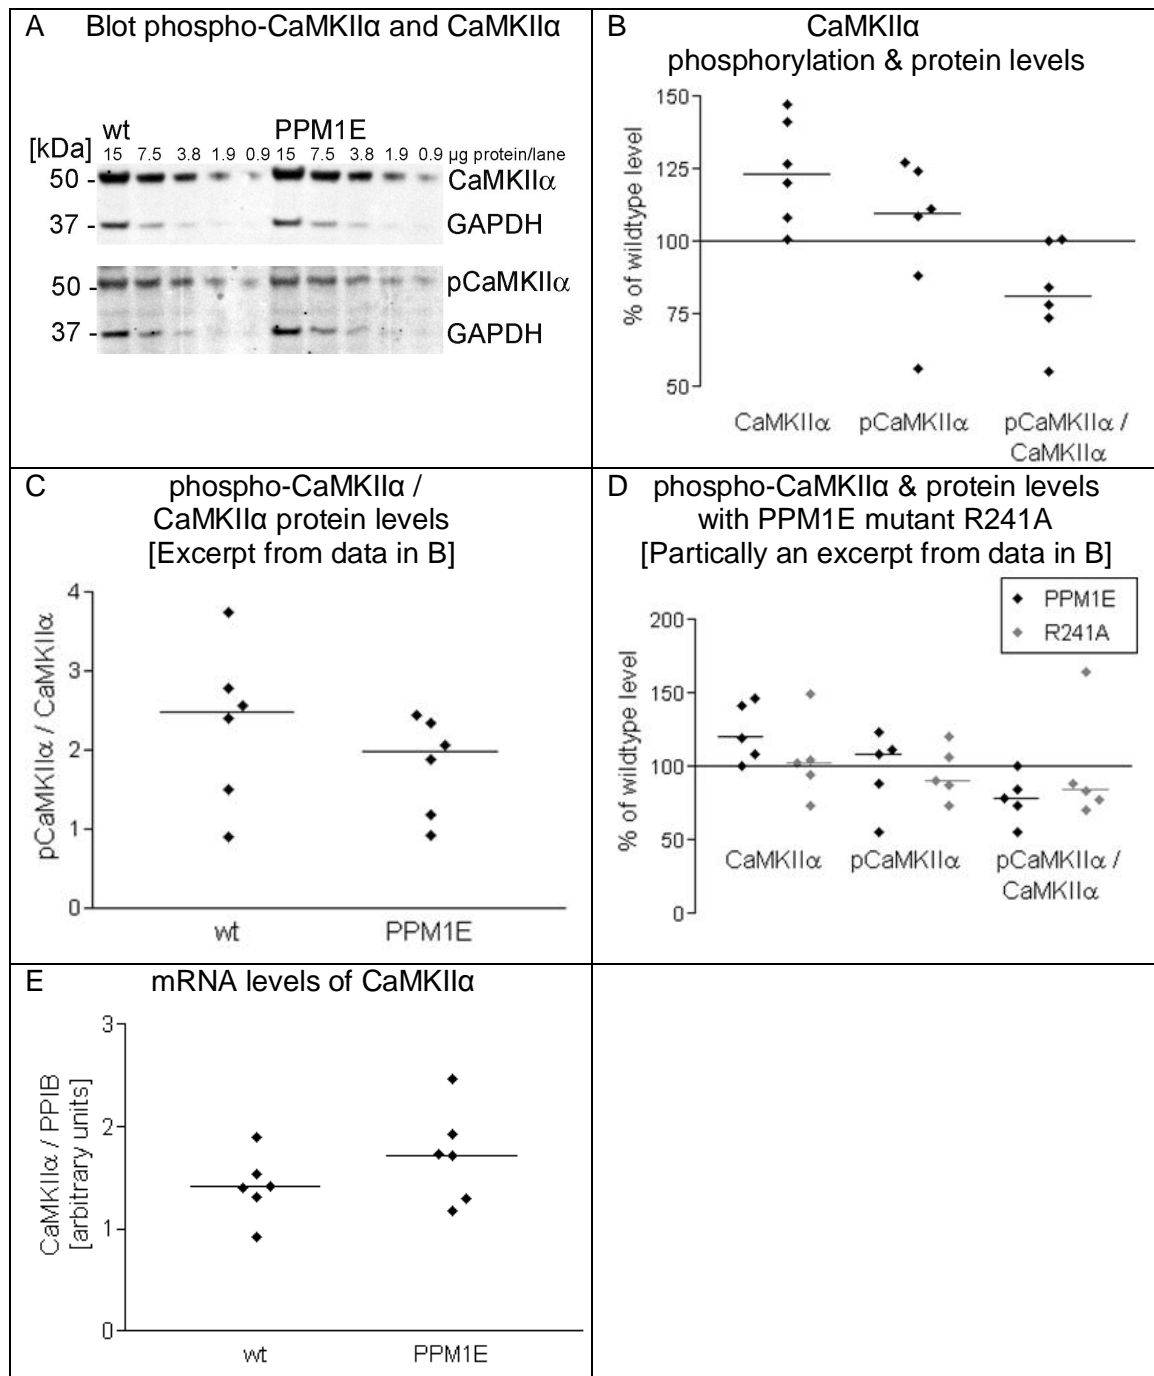 A Blot phospho-CaMKIIα and CaMKIIα
wt PPM1E
[kDa] 15 7.5 3.8 1.9 0.9 15 7.5 3.8 1.9 0.9 µg protein/lane
50 - CaMKIIα
37 - GAPDH
50 - pCaMKIIα
37 - GAPDH
B CaMKIIα
phosphorylation & protein levels
% of wildtype level
150
125
100
75
50
CaMKIIα pCaMKIIα pCaMKIIα /
CaMKIIα
C phospho-CaMKIIα /
CaMKIIα protein levels
[Excerpt from data in B]
pCaMKIIα / CaMKIIα
4
3
2
1
0
wt PPM1E
D phospho-CaMKIIα & protein levels
with PPM1E mutant R241A
[Partically an excerpt from data in B]
PPM1E
R241A
% of wildtype level
200
150
100
50
0
CaMKIIα pCaMKIIα pCaMKIIα /
CaMKIIα
E mRNA levels of CaMKIIα
CaMKIIα / PPIB
[arbitrary units]
3
2
1
0
wt PPM1E